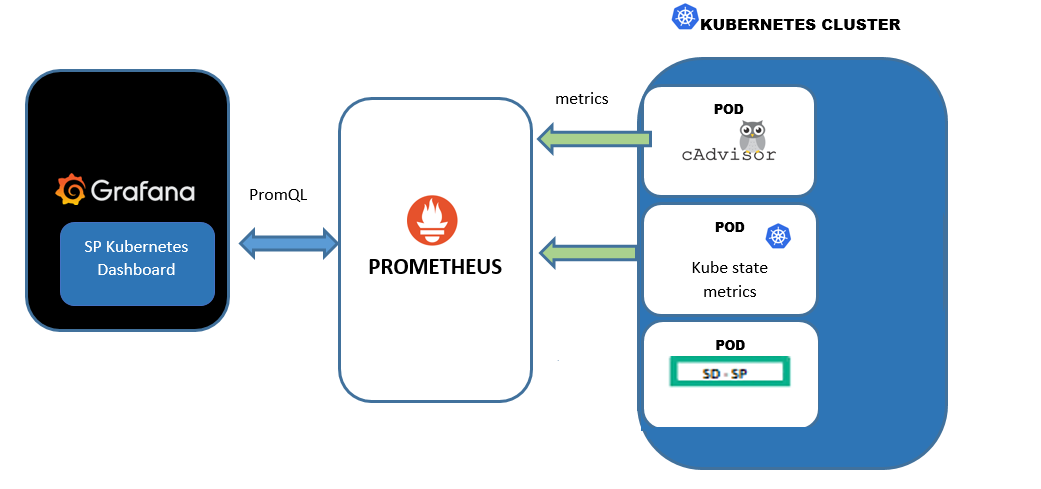 KUBERNETES CLUSTER
metrics
POD
cAdvisor
Grafana
PromQL
SP Kubernetes
Dashboard
PROMETHEUS
POD
Kube state
metrics
POD
SD - SP